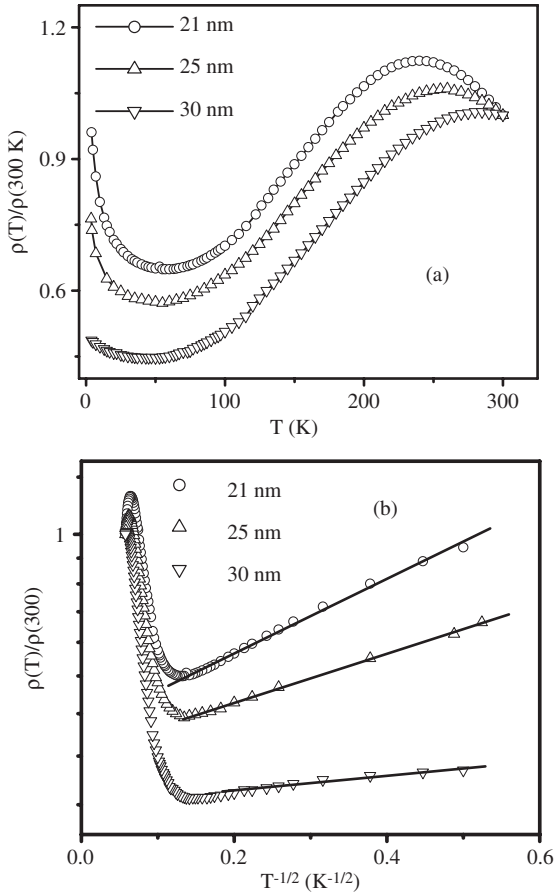 1.2
0.9
0.6
ρ(T)/ρ(300 K)
21 nm
25 nm
30 nm
(a)
0 100 200 300
T (K)
1
ρ(T)/ρ(300)
21 nm
25 nm
30 nm
(b)
0.0 0.2 0.4 0.6
T⁻¹/² (K⁻¹/²)